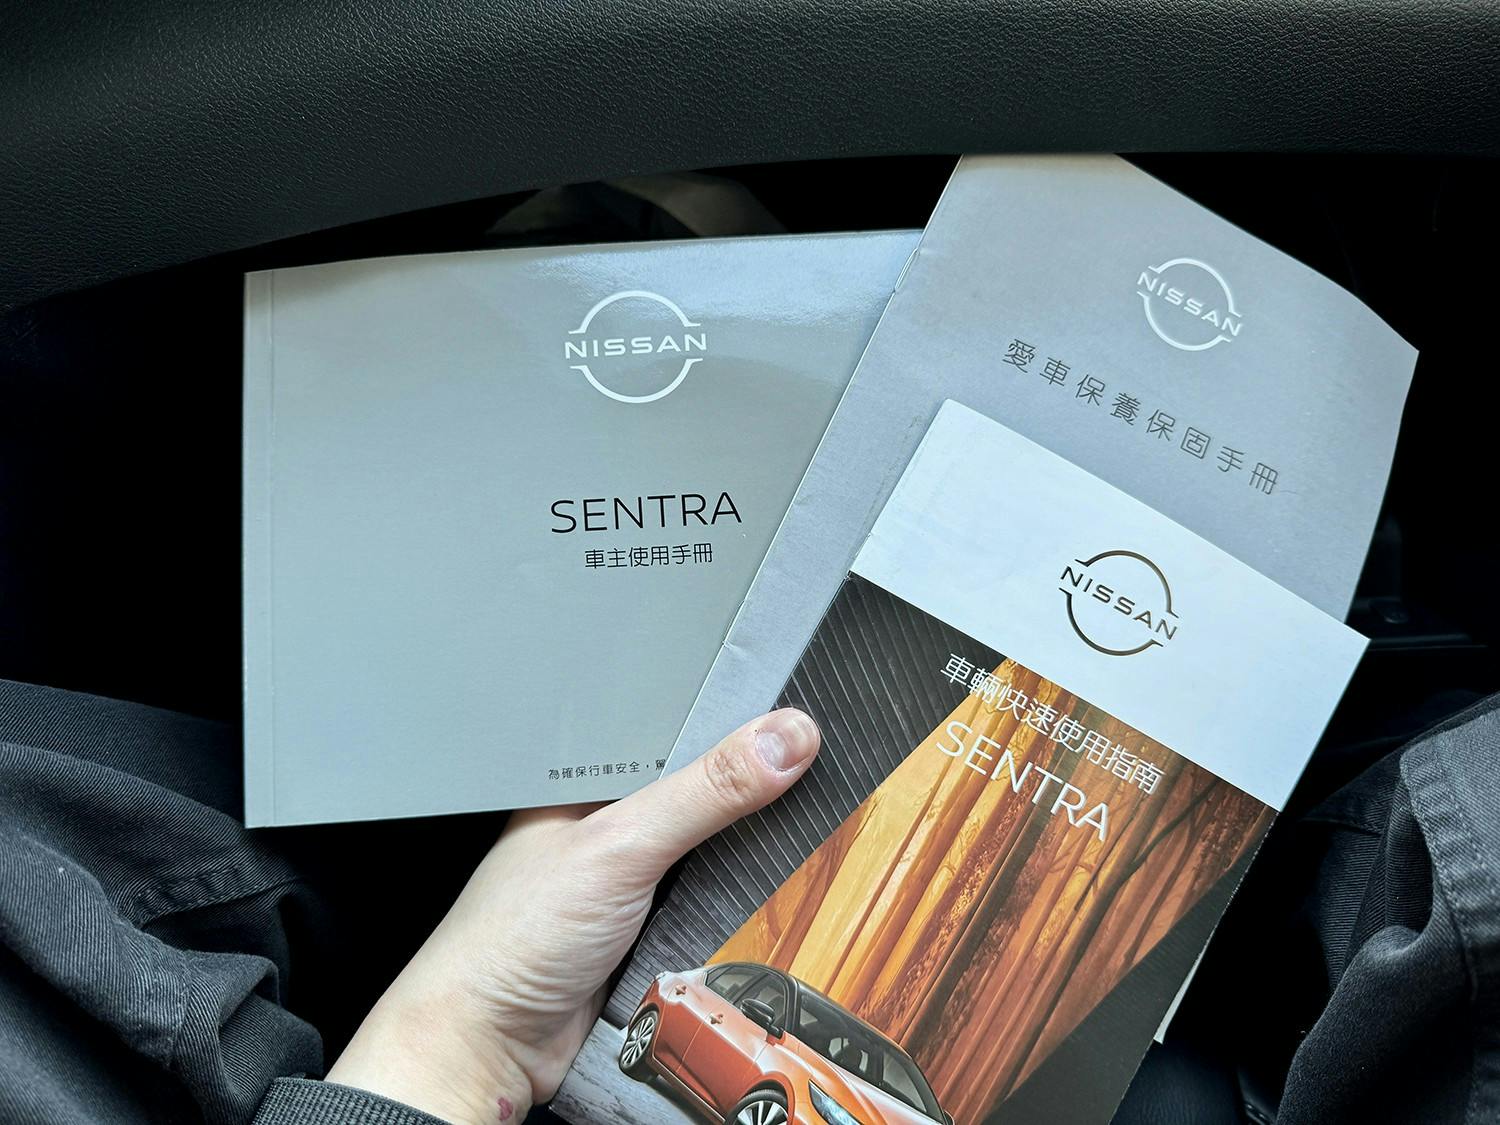 NISSAN
SENTRA
車主使用手冊
為確保行車安全，駕
NISSAN
愛車保養保固手冊
NISSAN
車輛快速使用指南
SENTRA